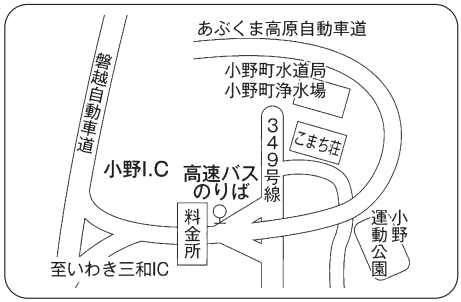 あぶくま高原自動車道
磐越自動車道
小野町水道局
小野町浄水場
こまち荘
349号線
小野I.C
高速バス
のりば
料金所
小野
運動公園
至いわき三和IC